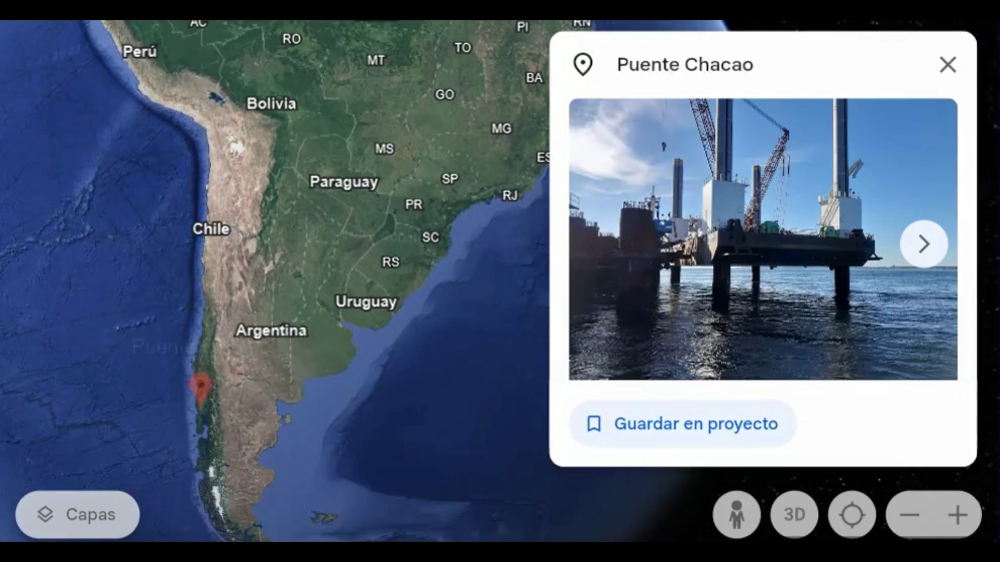 AC
PI
RN
RO
Perú
TO
MT
Puente Chacao
BA
GO
Bolivia
MG
MS
ES
Paraguay
SP
RJ
PR
Chile
SC
RS
Uruguay
Argentina
Puen
Guardar en proyecto
Capas
3D